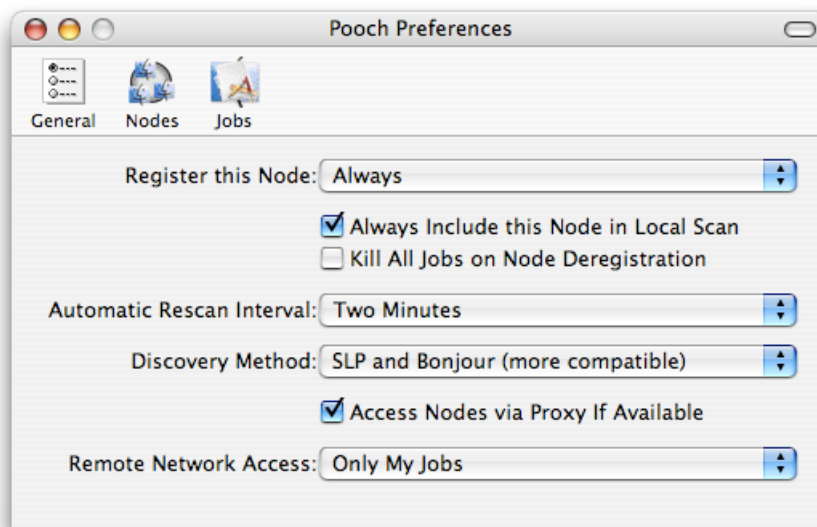 Pooch Preferences
General Nodes Jobs
Register this Node: Always
Always Include this Node in Local Scan
Kill All Jobs on Node Deregistration
Automatic Rescan Interval: Two Minutes
Discovery Method: SLP and Bonjour (more compatible)
Access Nodes via Proxy If Available
Remote Network Access: Only My Jobs